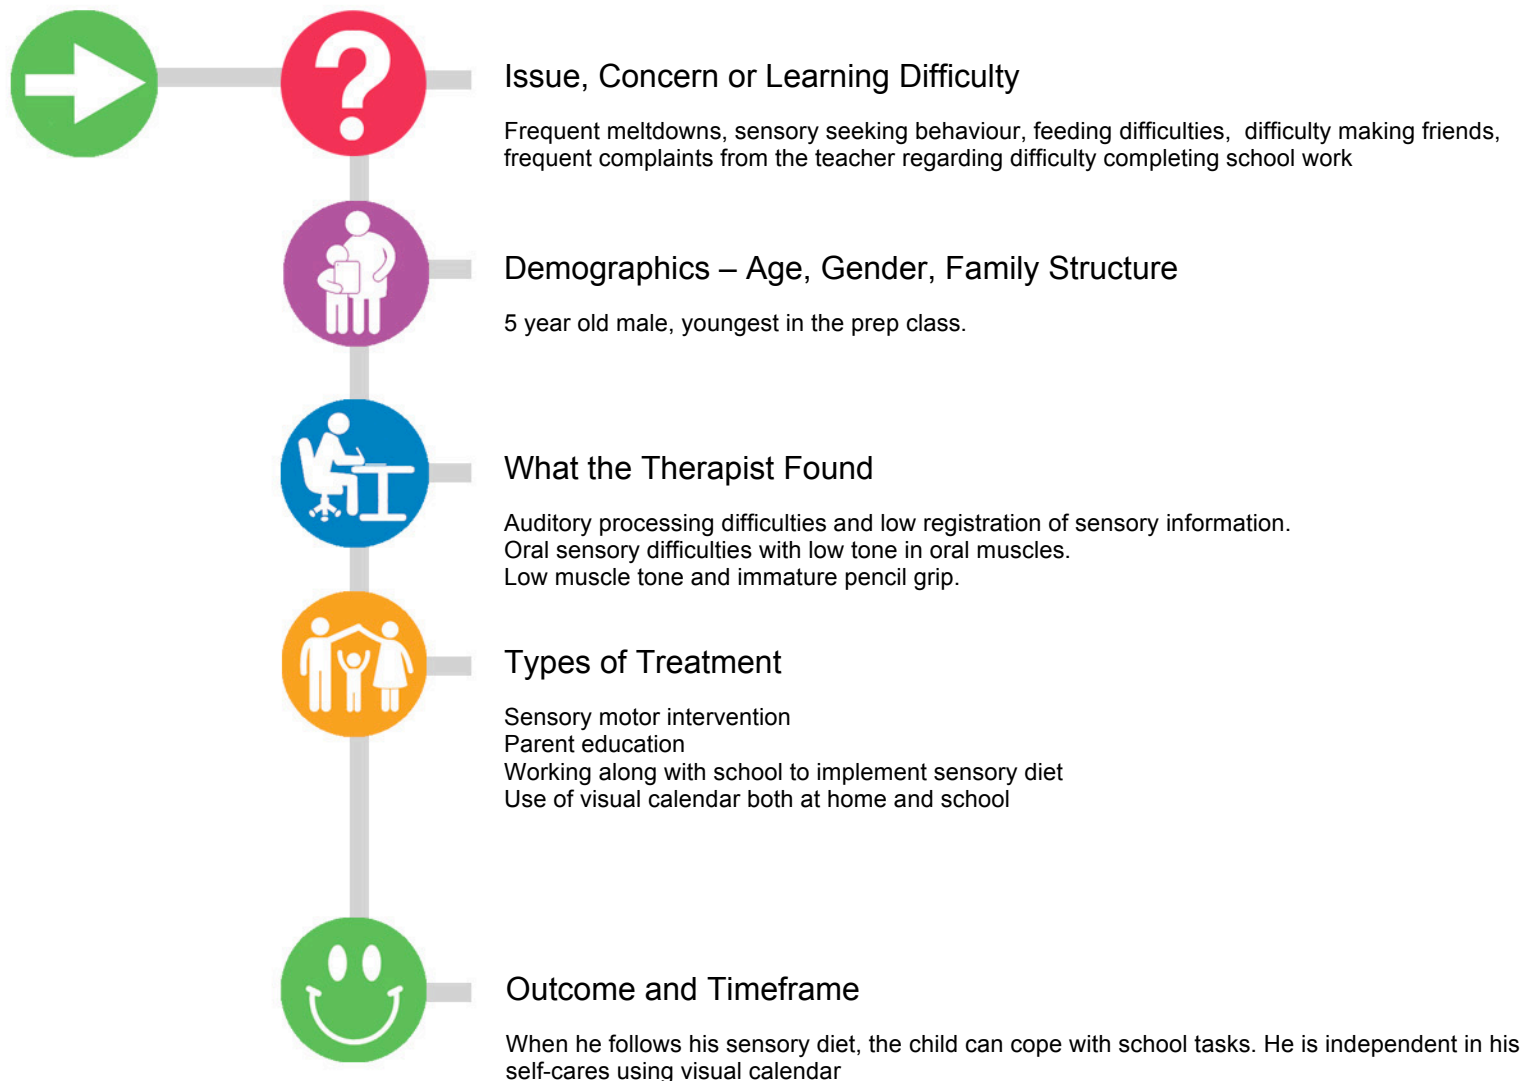 Issue, Concern or Learning Difficulty
Frequent meltdowns, sensory seeking behaviour, feeding difficulties,  difficulty making friends,
frequent complaints from the teacher regarding difficulty completing school work
Demographics – Age, Gender, Family Structure
5 year old male, youngest in the prep class.
What the Therapist Found
Auditory processing difficulties and low registration of sensory information.
Oral sensory difficulties with low tone in oral muscles.
Low muscle tone and immature pencil grip.
Types of Treatment
Sensory motor intervention
Parent education
Working along with school to implement sensory diet
Use of visual calendar both at home and school
Outcome and Timeframe
When he follows his sensory diet, the child can cope with school tasks. He is independent in his
self-cares using visual calendar